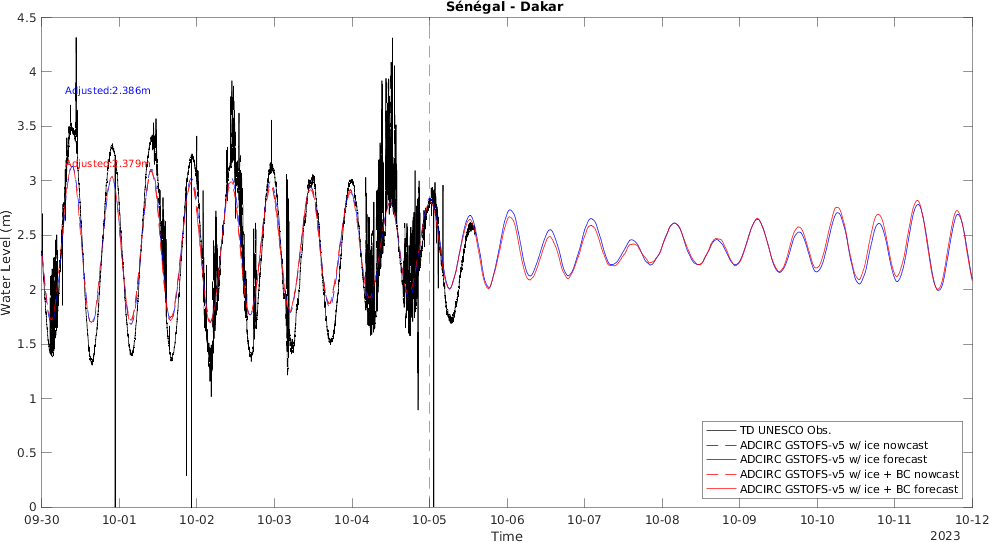 Sénégal - Dakar
Water Level (m)
4.5
4
3.5
3
2.5
2
1.5
1
0.5
0
Adjusted:2.386m
Adjusted:2.379m
TD UNESCO Obs.
ADCIRC GSTOFS-v5 w/ ice nowcast
ADCIRC GSTOFS-v5 w/ ice forecast
ADCIRC GSTOFS-v5 w/ ice + BC nowcast
ADCIRC GSTOFS-v5 w/ ice + BC forecast
09-30 10-01 10-02 10-03 10-04 10-05 10-06 10-07 10-08 10-09 10-10 10-11 10-12
Time
2023